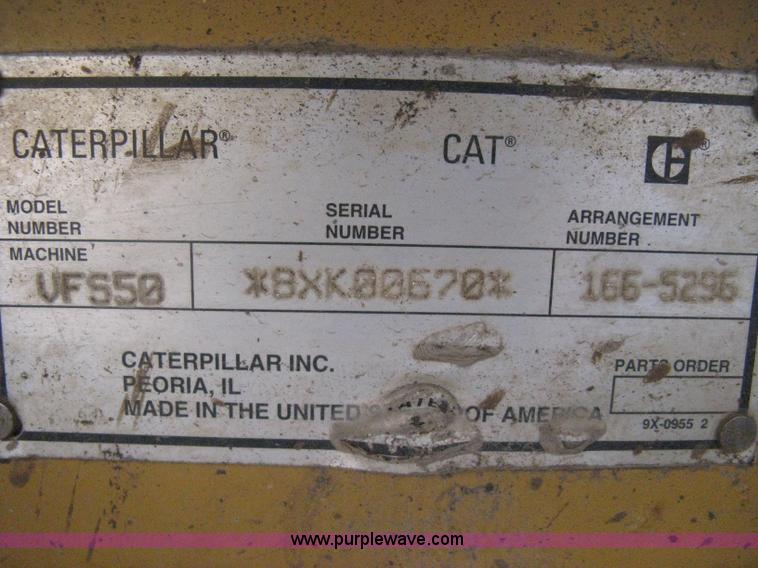 CATERPILLAR® CAT® ®
MODEL NUMBER SERIAL NUMBER ARRANGEMENT NUMBER
MACHINE
VFS50 *8XK00670* 166-5296
CATERPILLAR INC.
PEORIA, IL
MADE IN THE UNITED STATES OF AMERICA
PARTS ORDER
9X-0955 2
www.purplewave.com